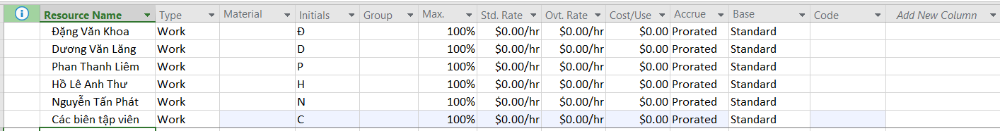 Resource Name Type Material Initials Group Max. Std. Rate Ovt. Rate Cost/Use Accrue Base Code Add New Column
Đặng Văn Khoa Work Đ 100% $0.00/hr $0.00/hr $0.00 Prorated Standard
Dương Văn Lăng Work D 100% $0.00/hr $0.00/hr $0.00 Prorated Standard
Phan Thanh Liêm Work P 100% $0.00/hr $0.00/hr $0.00 Prorated Standard
Hồ Lê Anh Thư Work H 100% $0.00/hr $0.00/hr $0.00 Prorated Standard
Nguyễn Tấn Phát Work N 100% $0.00/hr $0.00/hr $0.00 Prorated Standard
Các biên tập viên Work C 100% $0.00/hr $0.00/hr $0.00 Prorated Standard